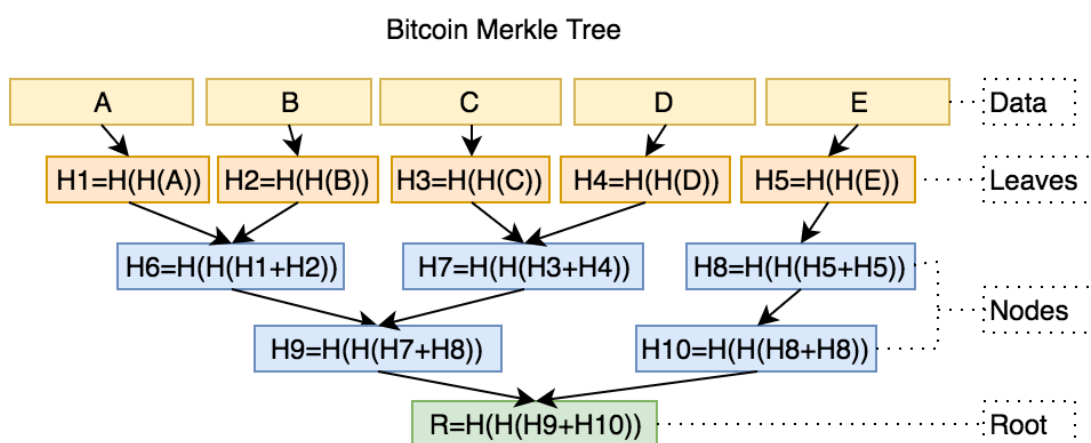 Bitcoin Merkle Tree
A B C D E Data
H1=H(H(A)) H2=H(H(B)) H3=H(H(C)) H4=H(H(D)) H5=H(H(E)) Leaves
H6=H(H(H1+H2)) H7=H(H(H3+H4)) H8=H(H(H5+H5))
Nodes
H9=H(H(H7+H8)) H10=H(H(H8+H8))
R=H(H(H9+H10)) Root